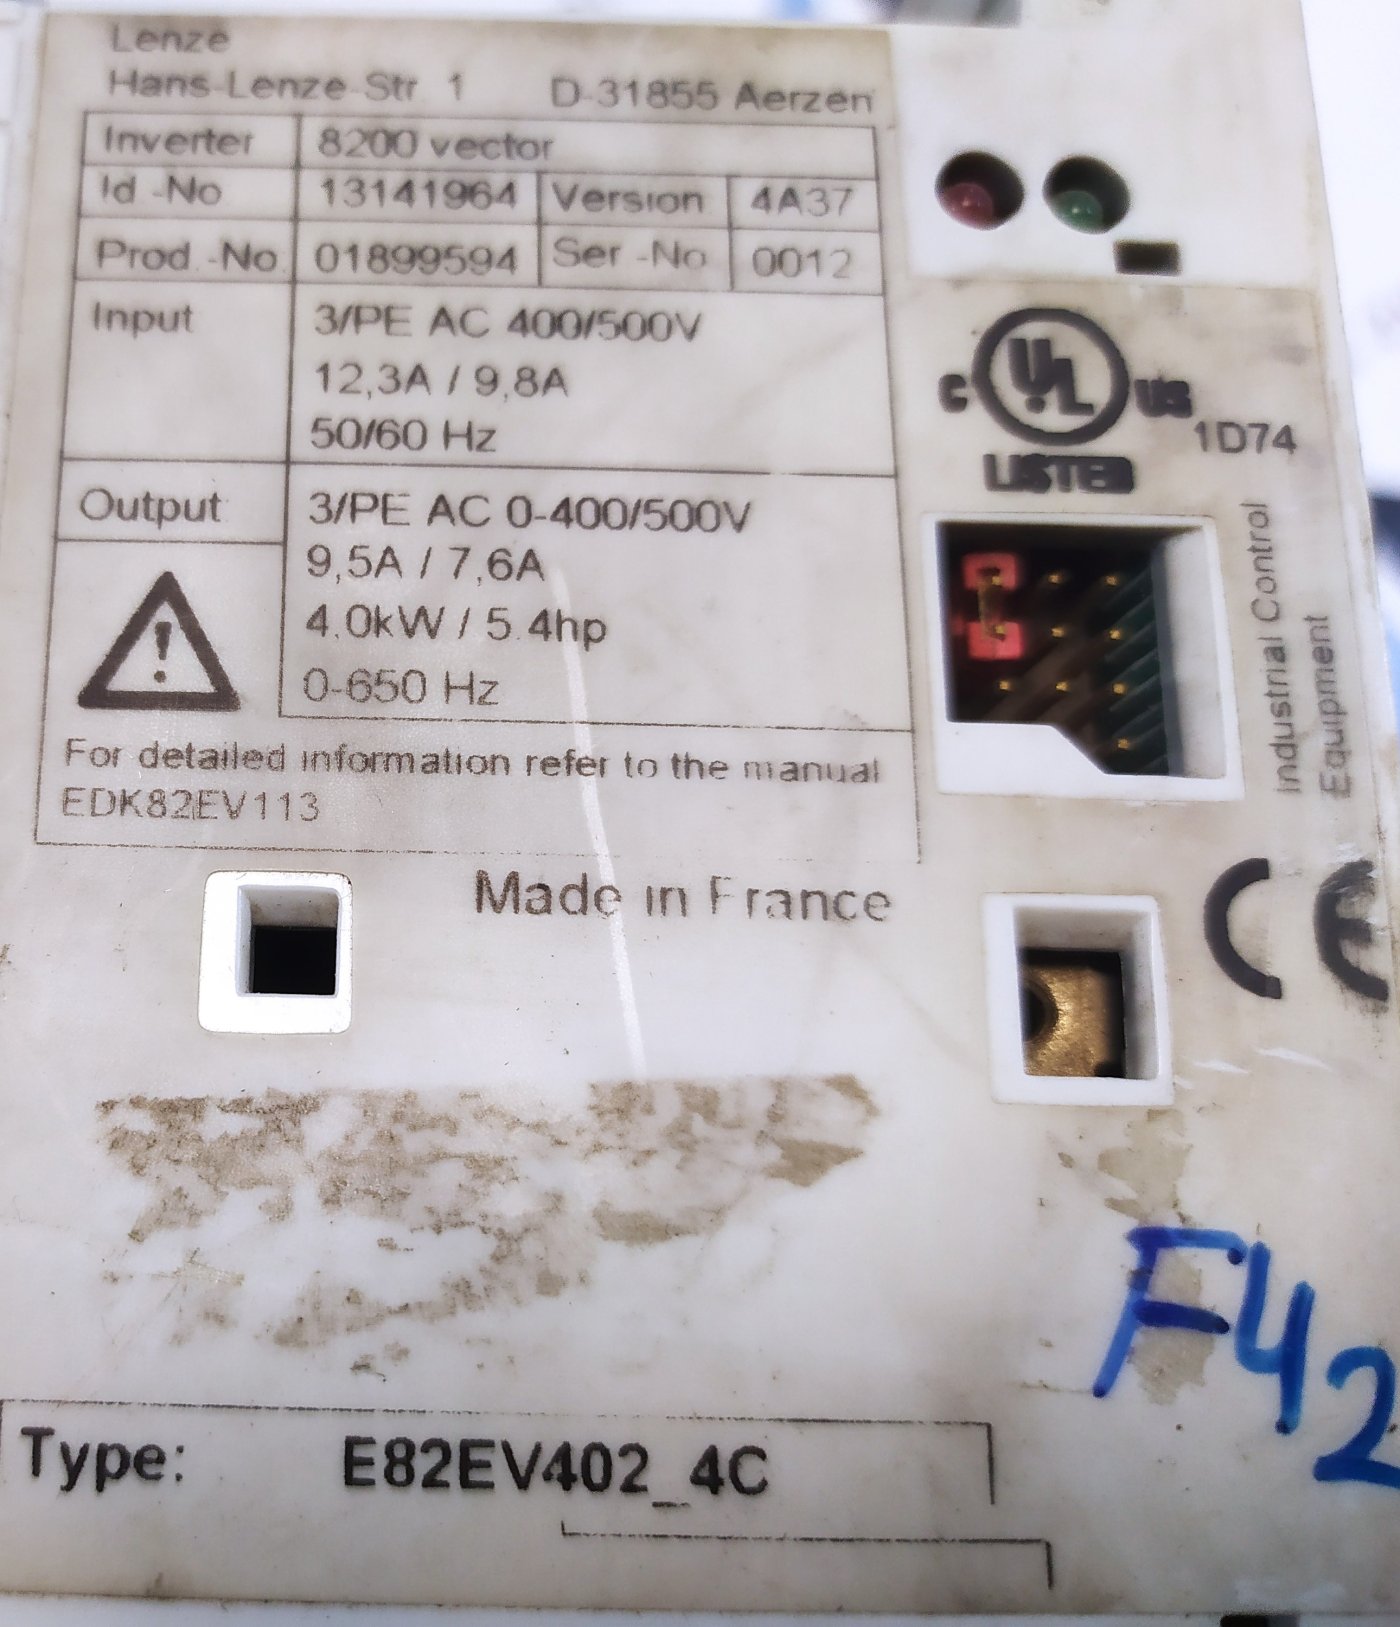 Lenze
Hans-Lenze-Str. 1 D-31855 Aerzen
Inverter 8200 vector
Id.-No 13141964 Version 4A37
Prod.-No. 01899594 Ser.-No 0012
Input 3/PE AC 400/500V
12,3A / 9,8A
50/60 Hz
Output 3/PE AC 0-400/500V
9,5A / 7,6A
4.0kW / 5.4hp
0-650 Hz
!
For detailed information refer to the manual
EDK82EV113
Made in France
C UL US
1D74
LISTED
Industrial Control
Equipment
CE
F42
Type: E82EV402_4C